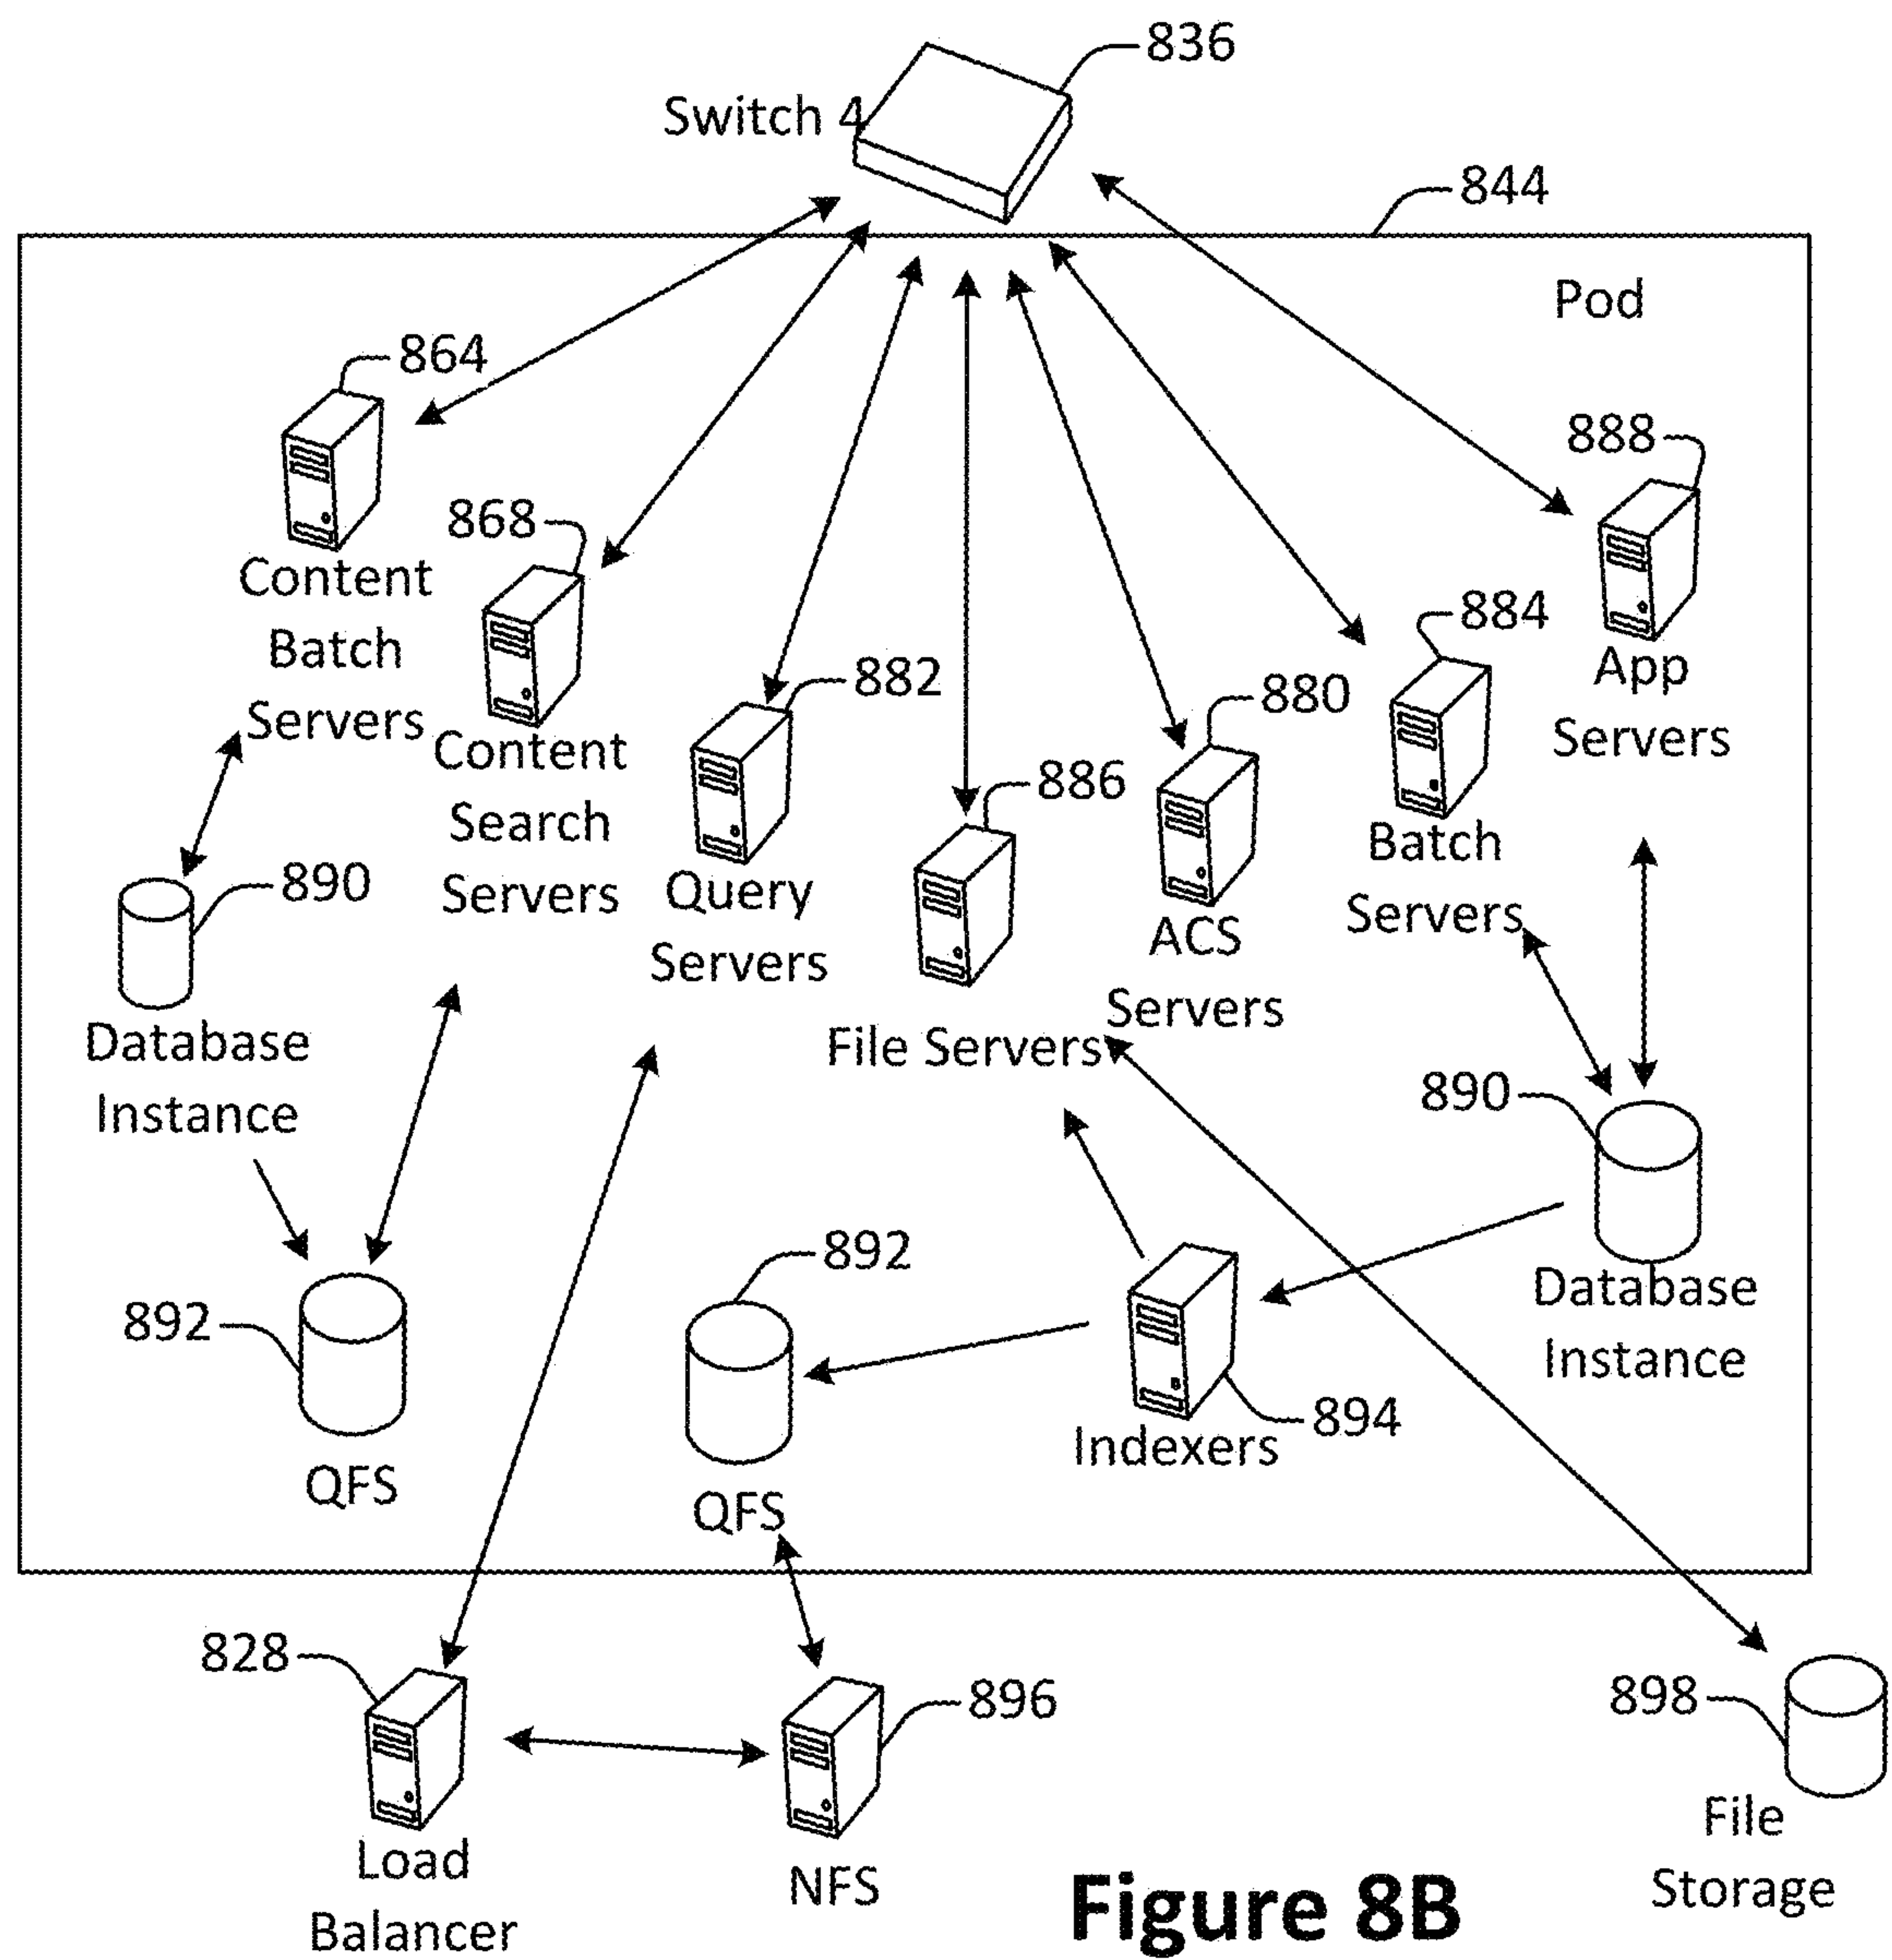 836
Switch 4
844
Pod
864
888
868
Content
Batch
Servers
884
882
880
App
Servers
Content
Search
Servers
886
Batch
Servers
890
Query
Servers
ACS
Servers
Database
Instance
File Servers
890
892
892
Database
Instance
894
Indexers
QFS
QFS
828
896
898
Load
Balancer
NFS
File
Storage
Figure 8B